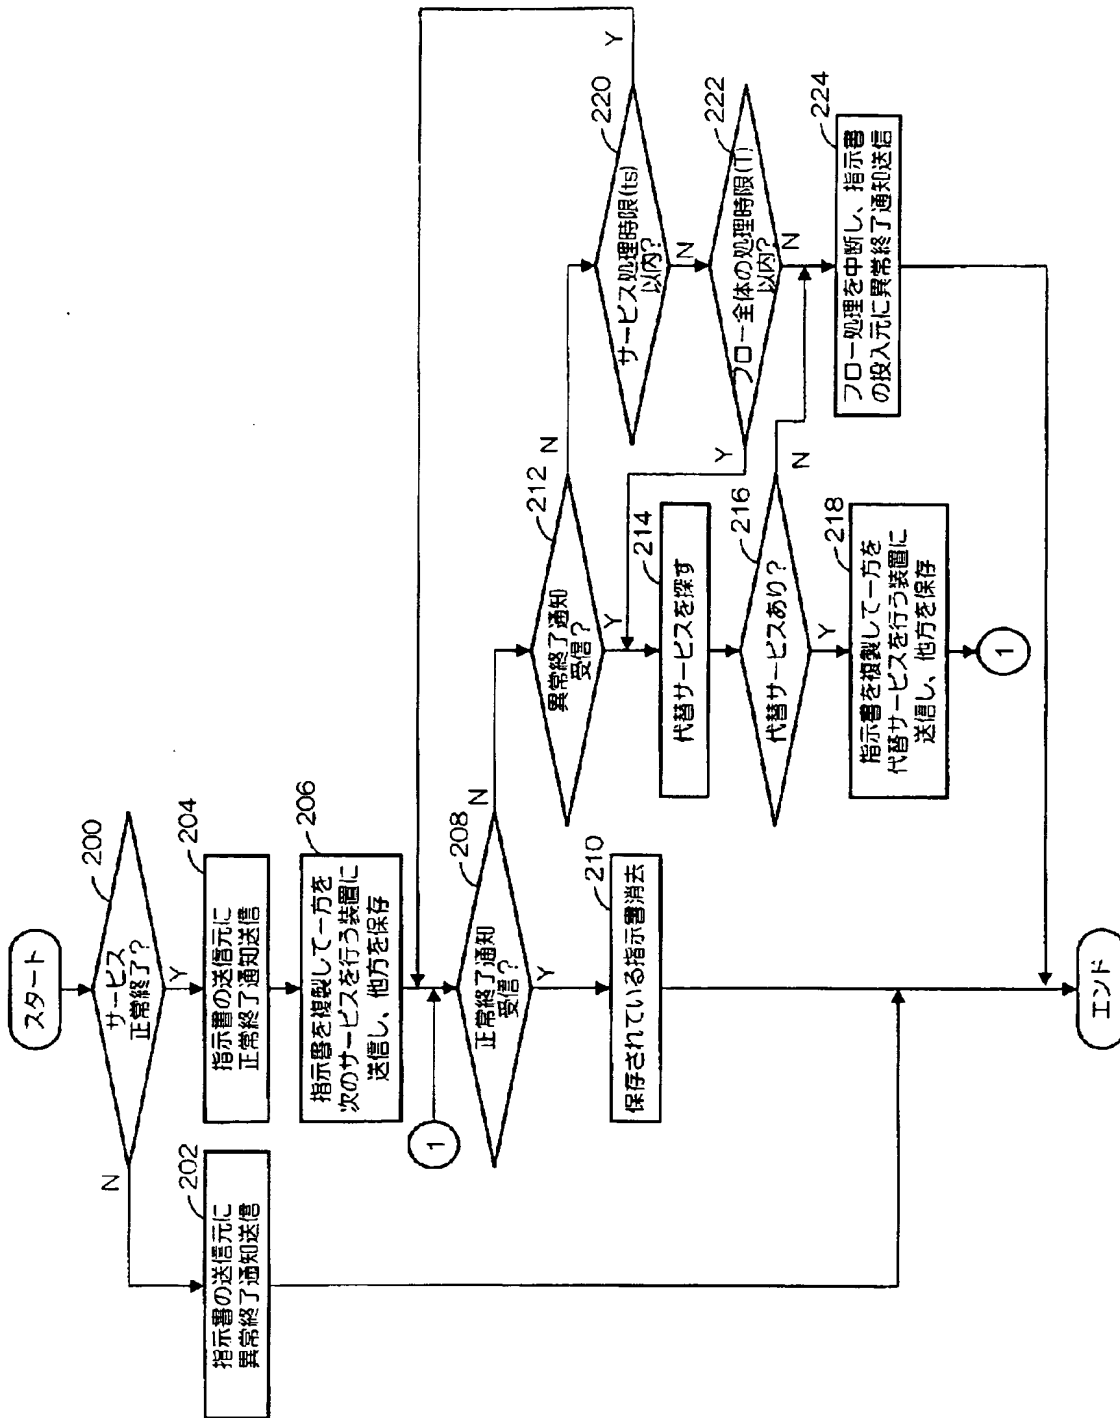 スタート
200
サービス
正常終了?
N
Y
202
指示書の送信元に
異常終了通知送信
204
指示書の送信元に
正常終了通知送信
206
指示書を複製して一方を
次のサービスを行う装置に
送信し、他方を保存
1
208
正常終了通知
受信?
N
Y
210
保存されている指示書消去
212
異常終了通知
受信?
N
Y
214
代替サービスを探す
216
代替サービスあり?
N
Y
218
指示書を複製して一方を
代替サービスを行う装置に
送信し、他方を保存
1
220
サービス処理時限(ts)
以内?
Y
N
222
フロー全体の処理時限(T)
以内?
Y
N
224
フロー処理を中断し、指示書
の投入元に異常終了通知送信
エンド